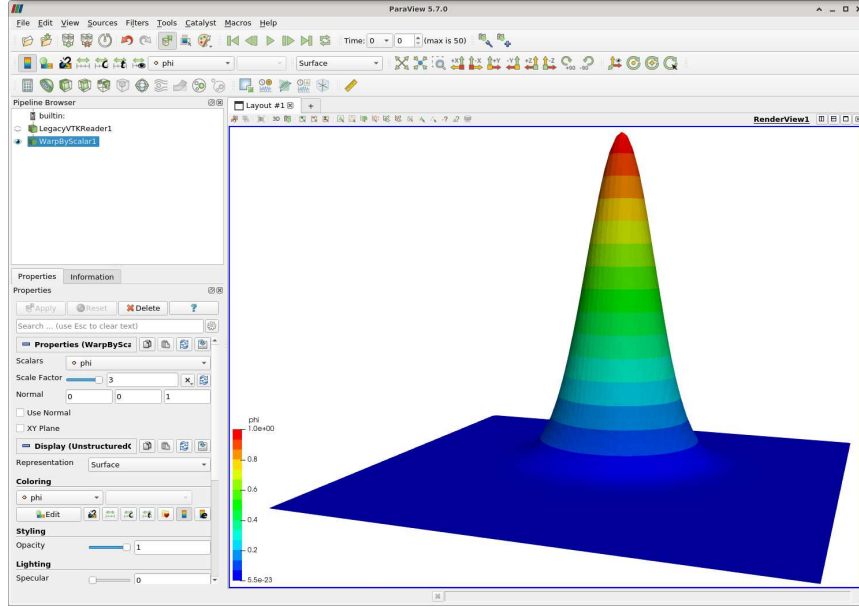 ParaView 5.7.0
File Edit View Sources Filters Tools Catalyst Macros Help
Time: 0 0 (max is 50)
phi Surface
Pipeline Browser
builtin:
LegacyVTKReader1
WarpByScalar1
Properties Information
Properties
Apply Reset Delete ?
Search ... (use Esc to clear text)
Properties (WarpBySca
Scalars phi
Scale Factor 3
Normal 0 0 1
Use Normal
XY Plane
Display (Unstructured(
Representation Surface
Coloring
phi
Edit
Styling
Opacity 1
Lighting
Specular 0
Layout #1 +
3D RenderView1
phi
1.0e+00
0.8
0.6
0.4
0.2
5.5e-23